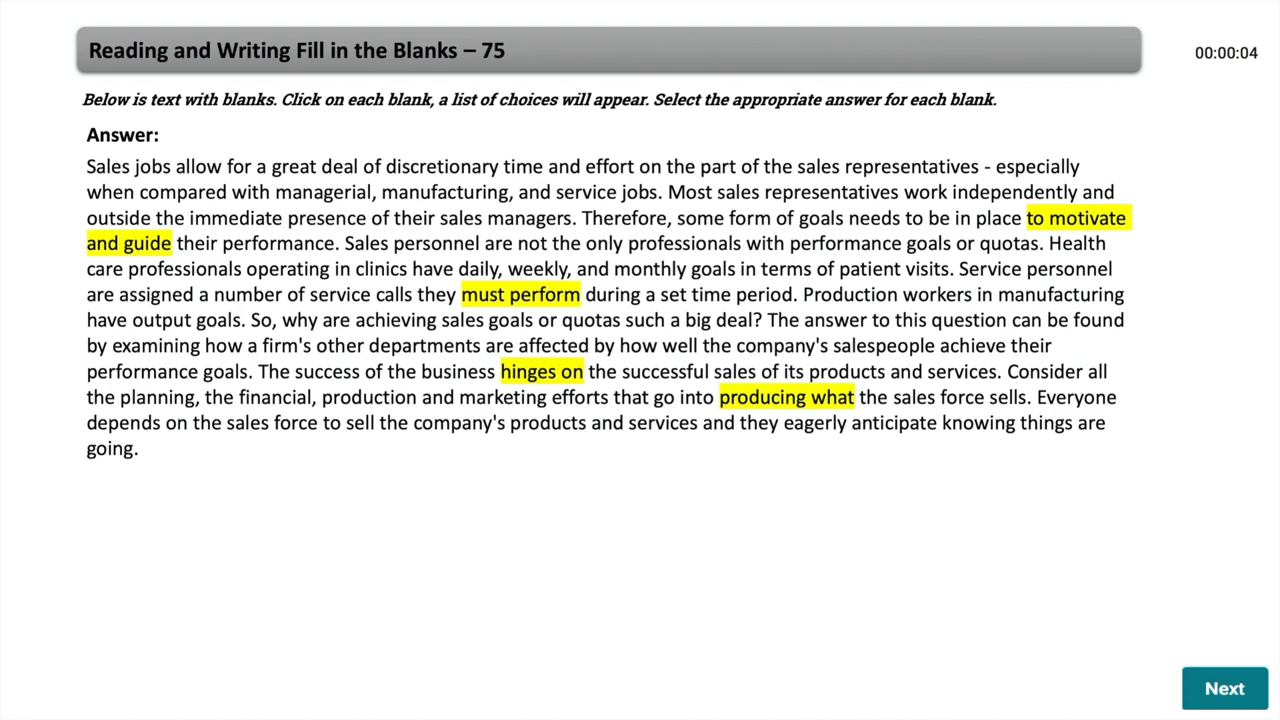 Reading and Writing Fill in the Blanks – 75
00:00:04
Below is text with blanks. Click on each blank, a list of choices will appear. Select the appropriate answer for each blank.
Answer:
Sales jobs allow for a great deal of discretionary time and effort on the part of the sales representatives - especially
when compared with managerial, manufacturing, and service jobs. Most sales representatives work independently and
outside the immediate presence of their sales managers. Therefore, some form of goals needs to be in place to motivate
and guide their performance. Sales personnel are not the only professionals with performance goals or quotas. Health
care professionals operating in clinics have daily, weekly, and monthly goals in terms of patient visits. Service personnel
are assigned a number of service calls they must perform during a set time period. Production workers in manufacturing
have output goals. So, why are achieving sales goals or quotas such a big deal? The answer to this question can be found
by examining how a firm's other departments are affected by how well the company's salespeople achieve their
performance goals. The success of the business hinges on the successful sales of its products and services. Consider all
the planning, the financial, production and marketing efforts that go into producing what the sales force sells. Everyone
depends on the sales force to sell the company's products and services and they eagerly anticipate knowing things are
going.
Next